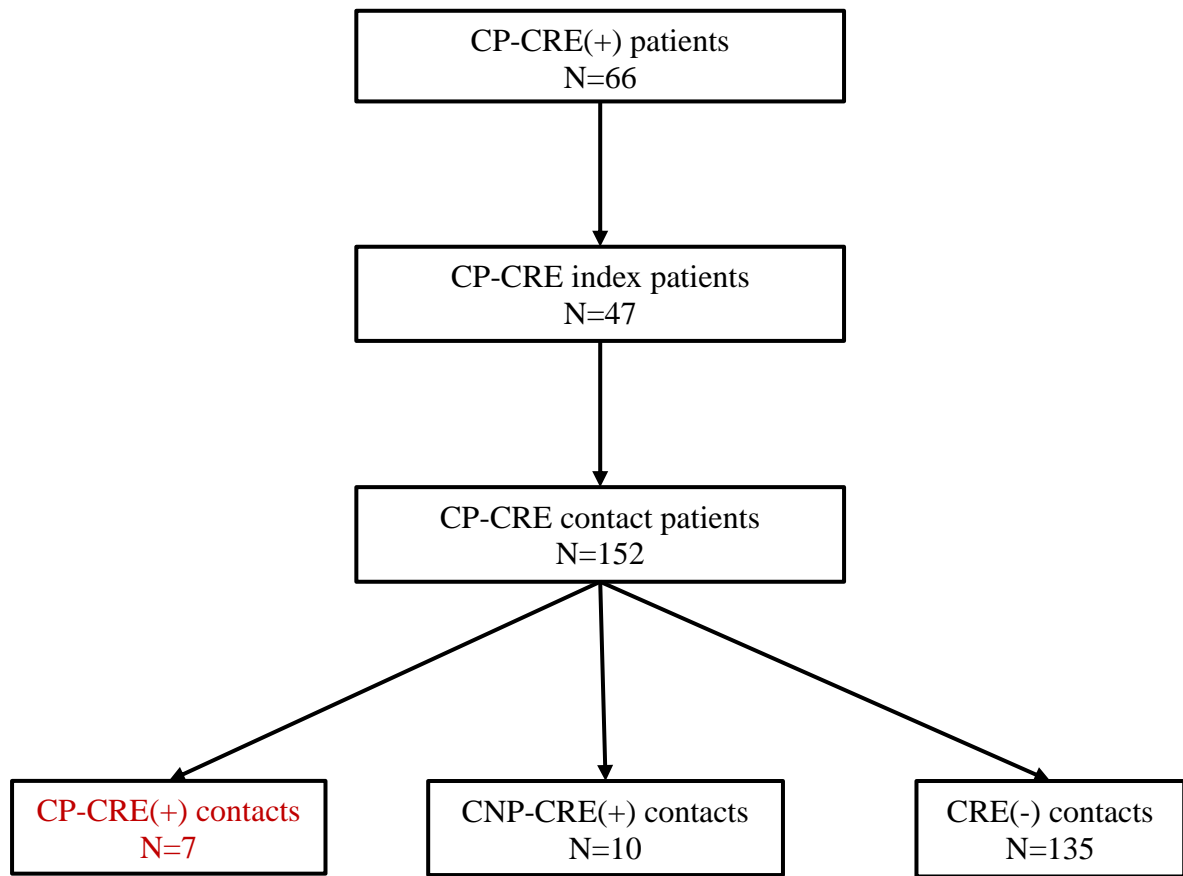 CP-CRE(+) patients
N=66
CP-CRE index patients
N=47
CP-CRE contact patients
N=152
CP-CRE(+) contacts
N=7
CNP-CRE(+) contacts
N=10
CRE(-) contacts
N=135